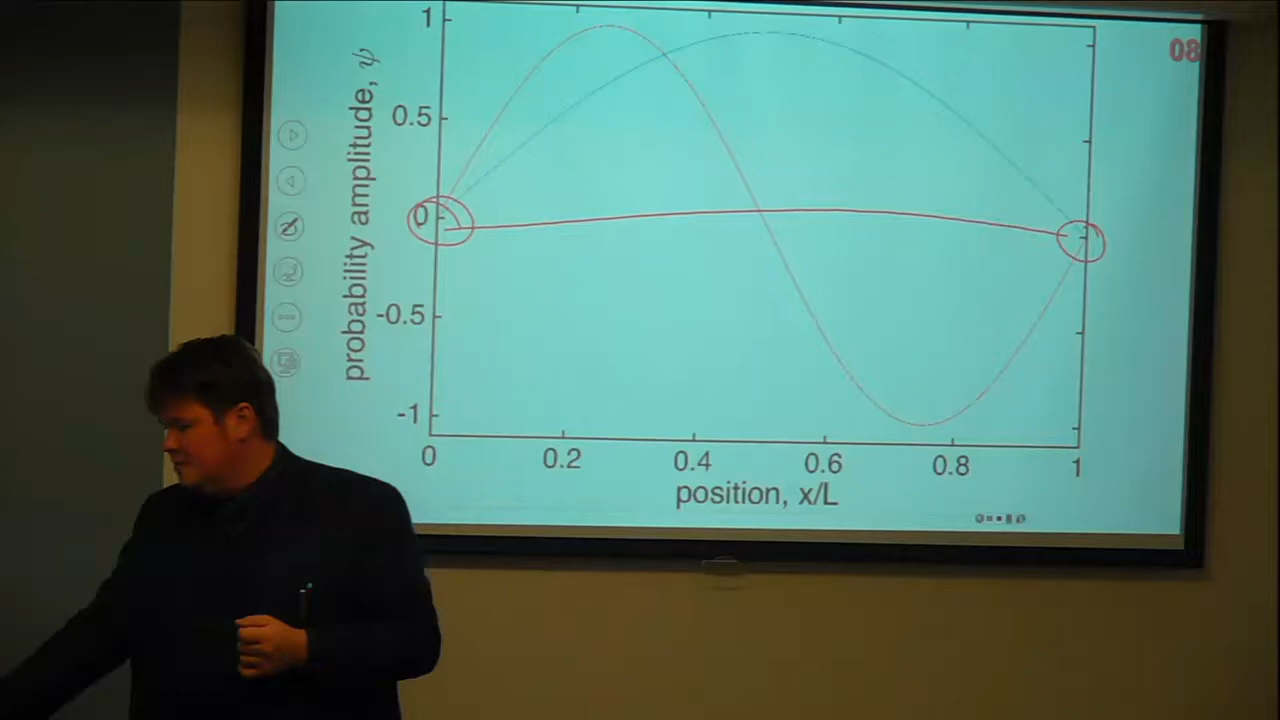 08
probability amplitude, ψ
1
0.5
0
-0.5
-1
0 0.2 0.4 0.6 0.8 1
position, x/L